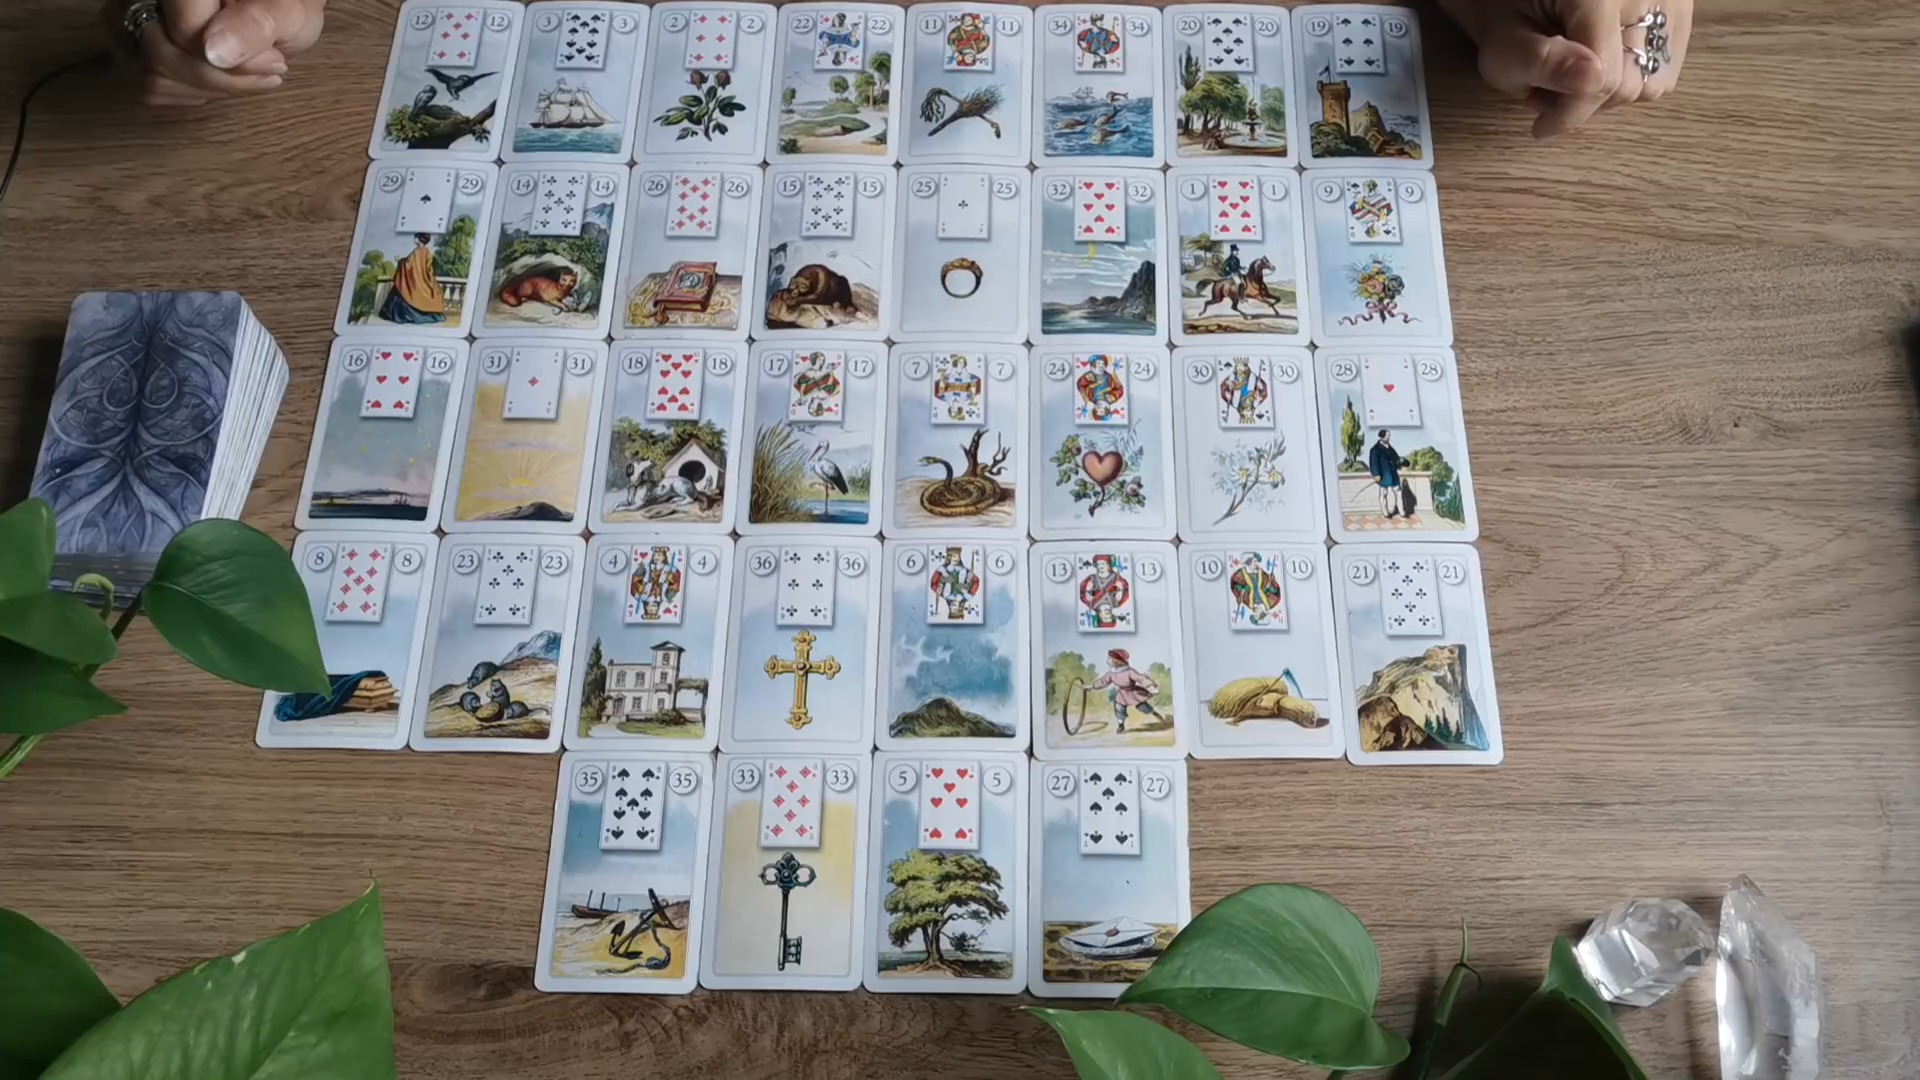 12 12 3 3 2 2 22 22 11 11 34 34 20 20 19 19
29 29 14 14 26 26 15 15 25 25 32 32 1 1 9 9
16 16 31 31 18 18 17 17 7 7 24 24 30 30 28 28
8 8 23 23 4 4 36 36 6 6 13 13 10 10 21 21
35 35 33 33 5 5 27 27